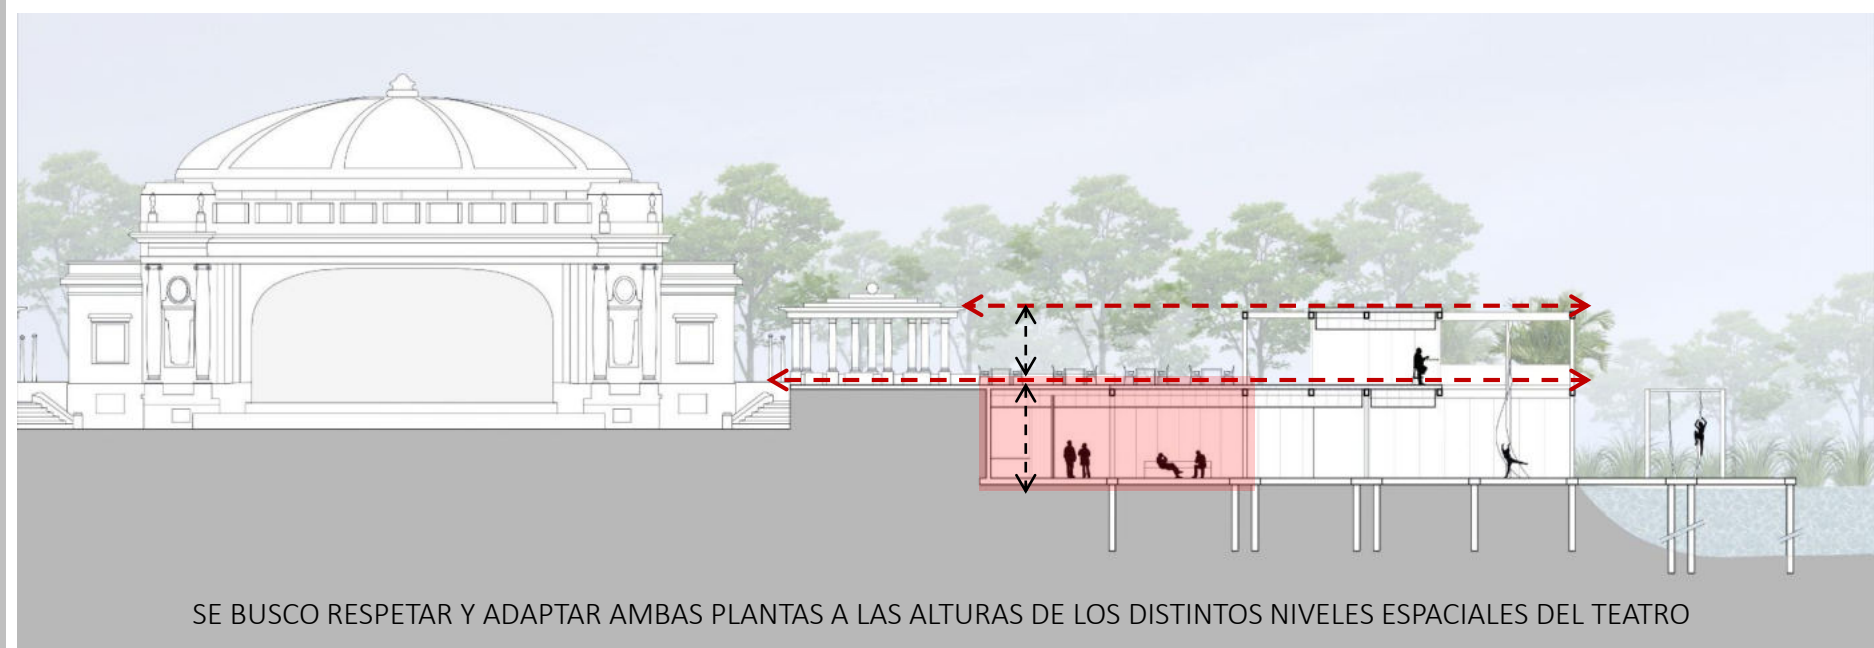 SE BUSCO RESPETAR Y ADAPTAR AMBAS PLANTAS A LAS ALTURAS DE LOS DISTINTOS NIVELES ESPACIALES DEL TEATRO